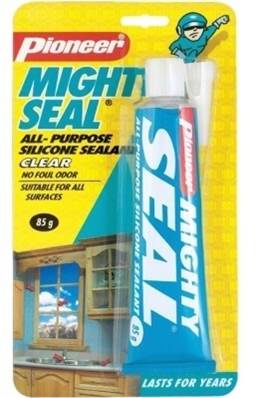 Pioneer
MIGHTY
SEAL®
ALL-PURPOSE
SILICONE SEALANT
CLEAR
NO FOUL ODOR
SUITABLE FOR ALL
SURFACES
85 g
Pioneer
MIGHTY
SEAL
ALL-PURPOSE SILICONE SEALANT
85 g
LASTS FOR YEARS